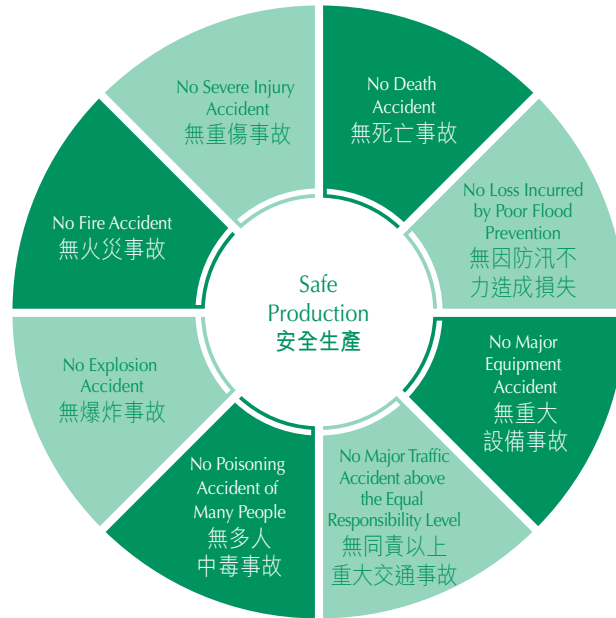 No Severe Injury
Accident
無重傷事故
No Death
Accident
無死亡事故
No Loss Incurred
by Poor Flood
Prevention
無因防汛不
力造成損失
No Major
Equipment
Accident
無重大
設備事故
No Major Traffic
Accident above
the Equal
Responsibility Level
無同責以上
重大交通事故
No Poisoning
Accident of
Many People
無多人
中毒事故
No Explosion
Accident
無爆炸事故
No Fire Accident
無火災事故
Safe
Production
安全生產